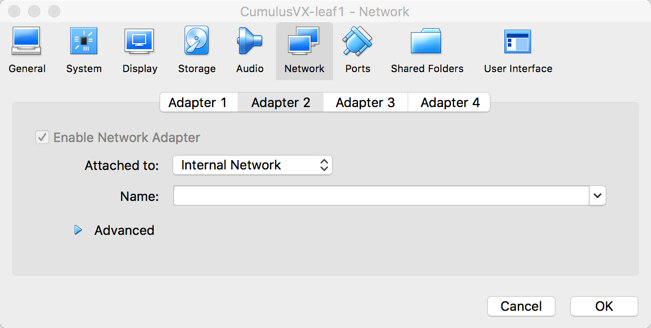 CumulusVX-leaf1 - Network
General System Display Storage Audio Network Ports Shared Folders User Interface
Adapter 1 Adapter 2 Adapter 3 Adapter 4
Enable Network Adapter
Attached to: Internal Network
Name:
Advanced
Cancel OK